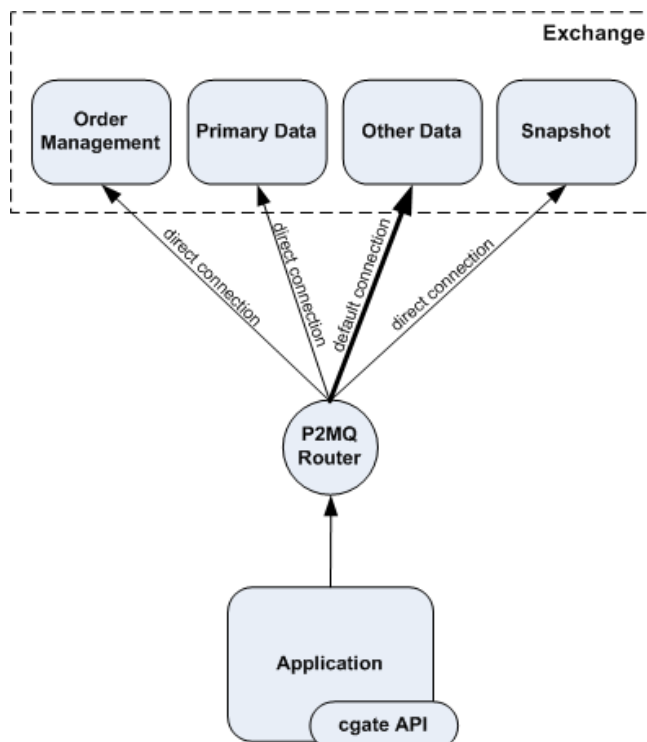 Exchange
Order
Management
Primary Data
Other Data
Snapshot
direct connection
direct connection
default connection
direct connection
P2MQ
Router
Application
cgate API